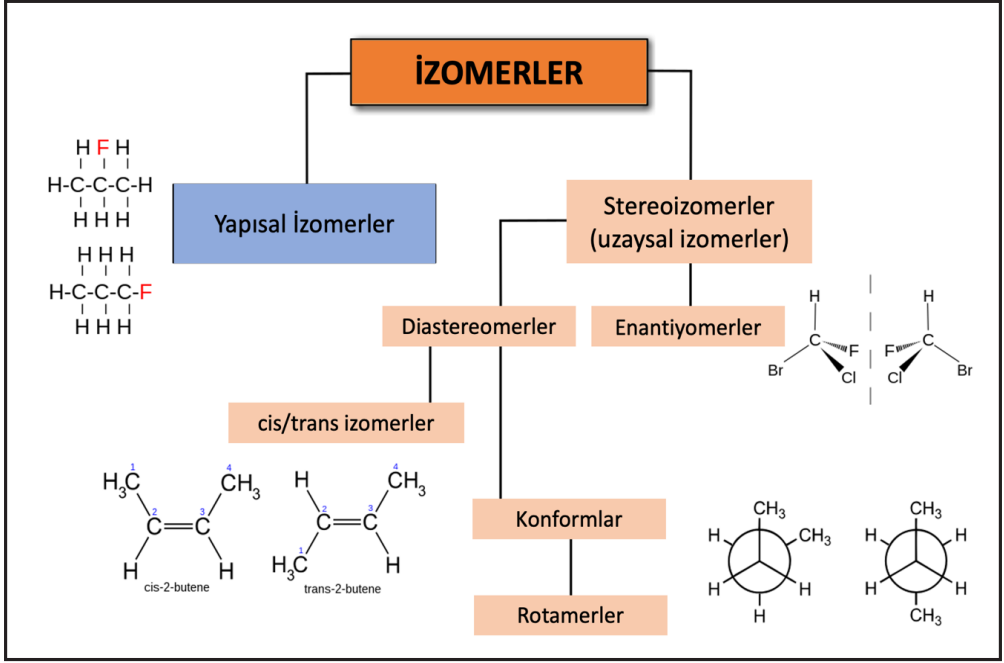 İZOMERLER
H F H
H-C-C-C-H
H H H
Yapısal İzomerler
H H H
H-C-C-C-F
H H H
Stereoizomerler
(uzaysal izomerler)
Diastereomerler
Enantiyomerler
H
C
F
Br
Cl
H
F
C
Cl
Br
cis/trans izomerler
1
H₃C
4
CH₃
2
C
3
C
H
H
cis-2-butene
H
4
CH₃
2
C
3
C
1
H₃C
H
trans-2-butene
Konformlar
Rotamerler
CH₃
H
CH₃
H
H
H
CH₃
H
H
H
H
CH₃